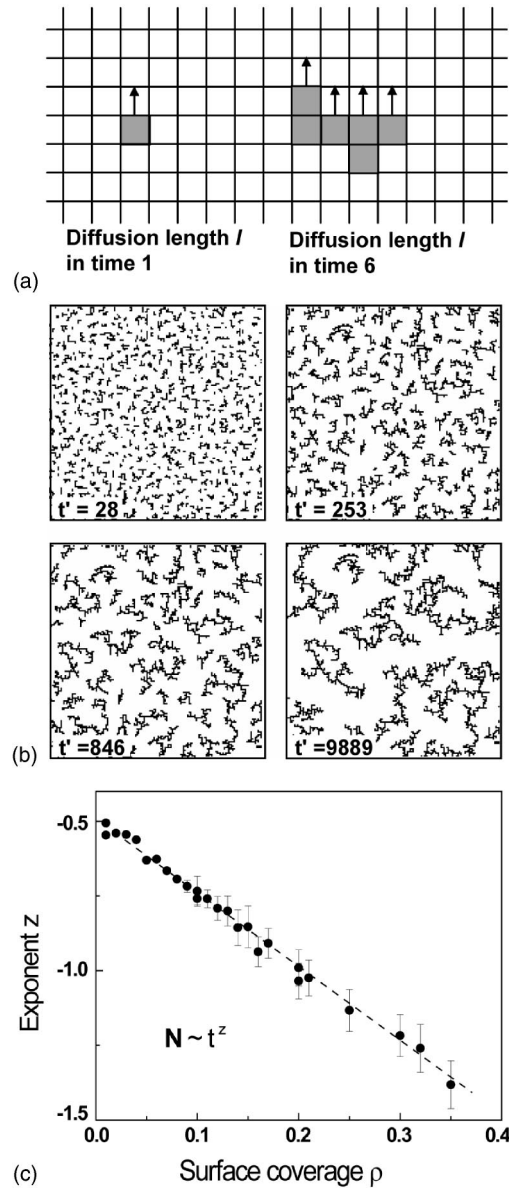 Diffusion length l
in time 1
Diffusion length l
in time 6
(a)
t' = 28
t' = 253
t'=846
t'=9889
(b)
-0.5
-1.0
-1.5
Exponent z
N ~ t^z
0.0 0.1 0.2 0.3 0.4
Surface coverage ρ
(c)